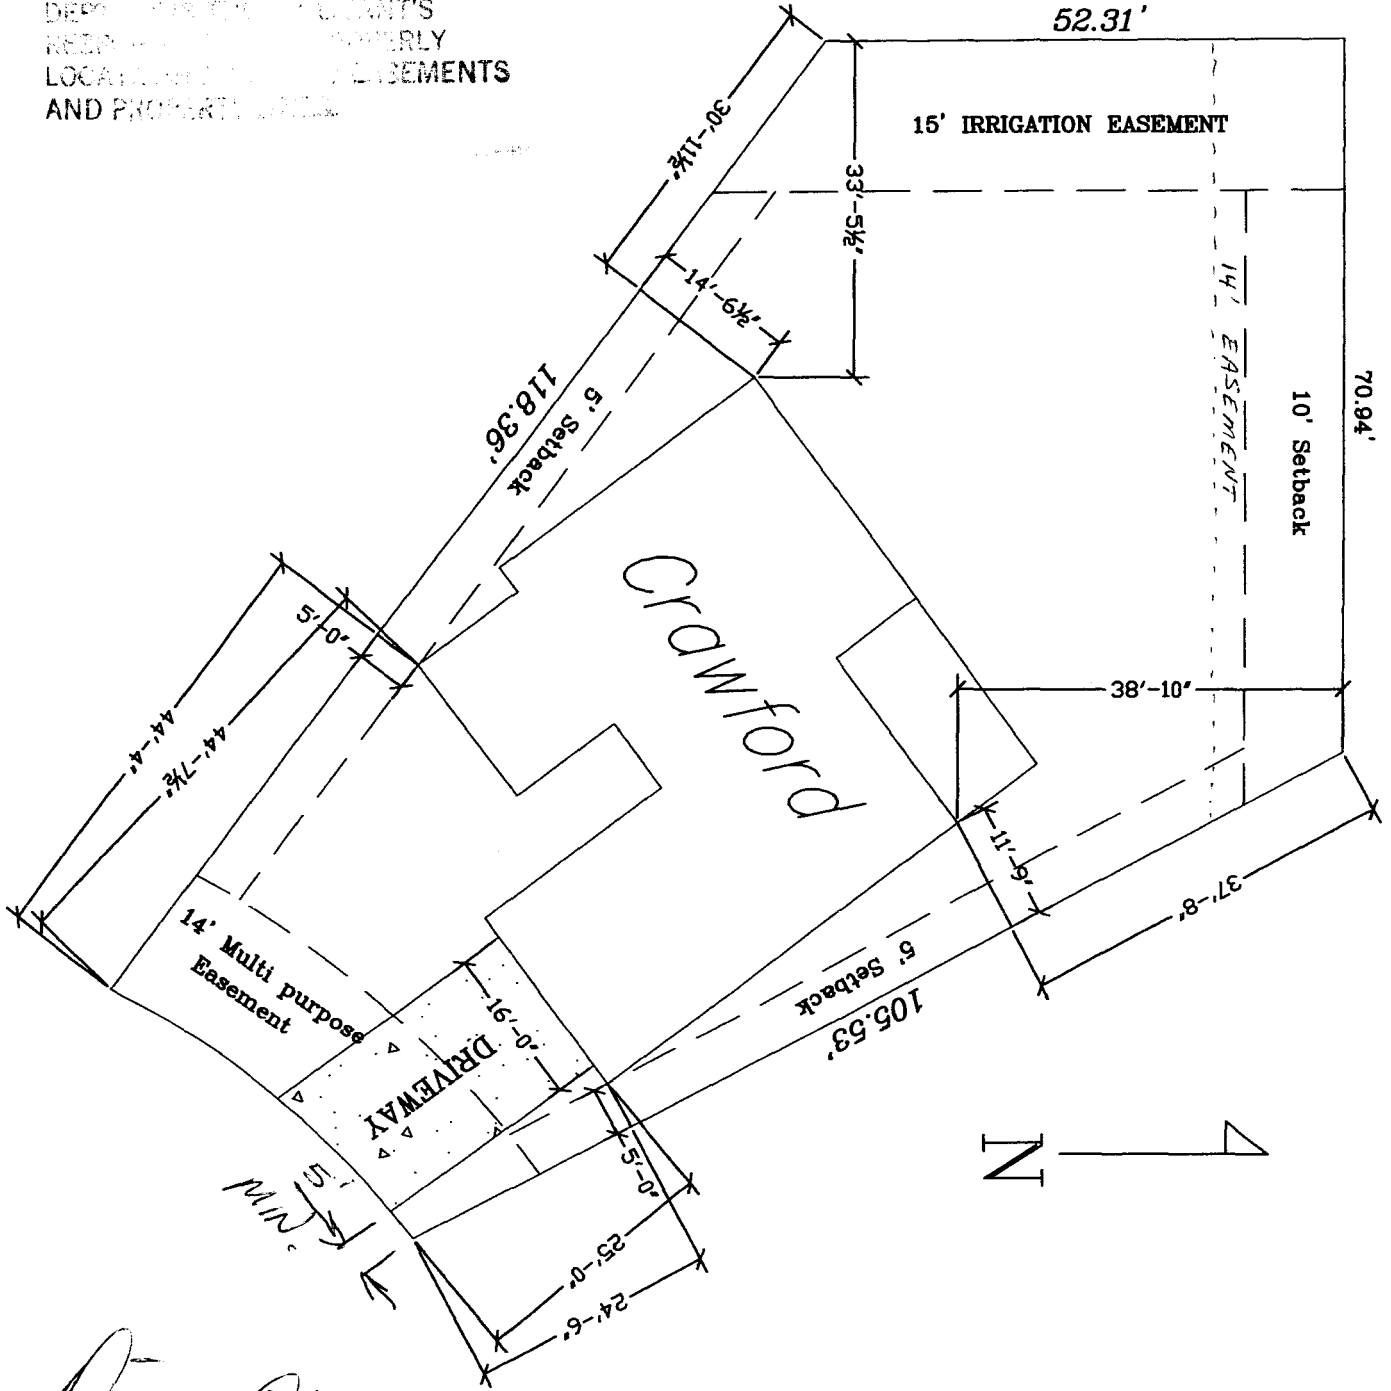 LOCA
EASEMENTS
AND PROPERTY
52.31'
15' IRRIGATION EASEMENT
30'-11½"
33'-5½"
14'-6½"
14' EASEMENT
10' Setback
70.94'
118.36'
5' Setback
Crawford
5'-0"
38'-10"
44'-4"
44'-7½"
11'-9"
37'-8"
14' Multi purpose
Easement
16'-0"
DRIVEWAY
5' Setback
105.53'
5'
MIN.
5'-0"
25'-0"
24'-6"
N